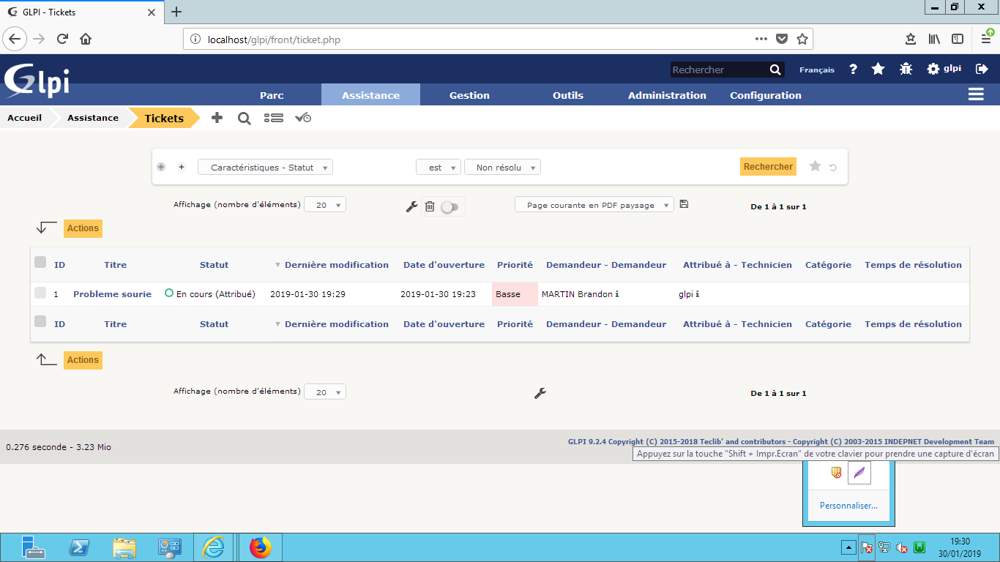 GLPI - Tickets
localhost/glpi/front/ticket.php
Glpi
Rechercher
Français
?
glpi
Parc
Assistance
Gestion
Outils
Administration
Configuration
Accueil
Assistance
Tickets
Caractéristiques - Statut
est
Non résolu
Rechercher
Affichage (nombre d'éléments)
20
Page courante en PDF paysage
De 1 à 1 sur 1
Actions
ID Titre Statut Dernière modification Date d'ouverture Priorité Demandeur - Demandeur Attribué à - Technicien Catégorie Temps de résolution
1 Probleme sourie En cours (Attribué) 2019-01-30 19:29 2019-01-30 19:23 Basse MARTIN Brandon glpi
ID Titre Statut Dernière modification Date d'ouverture Priorité Demandeur - Demandeur Attribué à - Technicien Catégorie Temps de résolution
Actions
Affichage (nombre d'éléments)
20
De 1 à 1 sur 1
0.276 seconde - 3.23 Mio
GLPI 9.2.4 Copyright (C) 2015-2018 Teclib' and contributors - Copyright (C) 2003-2015 INDEPNET Development Team
Appuyez sur la touche "Shift + Impr.Ecran" de votre clavier pour prendre une capture d'écran
Personnaliser...
19:30
30/01/2019